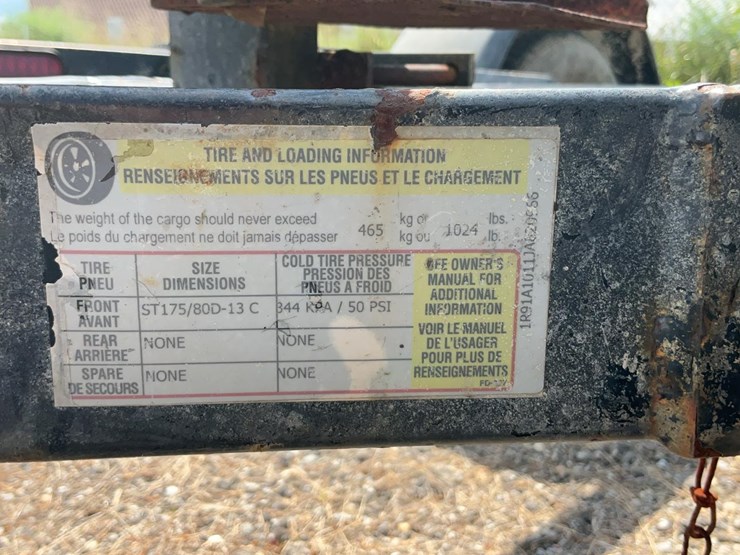 TIRE AND LOADING INFORMATION
RENSEIGNEMENTS SUR LES PNEUS ET LE CHARGEMENT
The weight of the cargo should never exceed 465 kg or 1024 lbs.
Le poids du chargement ne doit jamais dépasser kg ou lb.
TIRE PNEU
SIZE DIMENSIONS
COLD TIRE PRESSURE
PRESSION DES
PNEUS A FROID
FRONT AVANT
ST175/80D-13 C
344 KPA / 50 PSI
REAR ARRIÈRE
NONE
NONE
SPARE DE SECOURS
NONE
NONE
SEE OWNER'S
MANUAL FOR
ADDITIONAL
INFORMATION
VOIR LE MANUEL
DE L'USAGER
POUR PLUS DE
RENSEIGNEMENTS